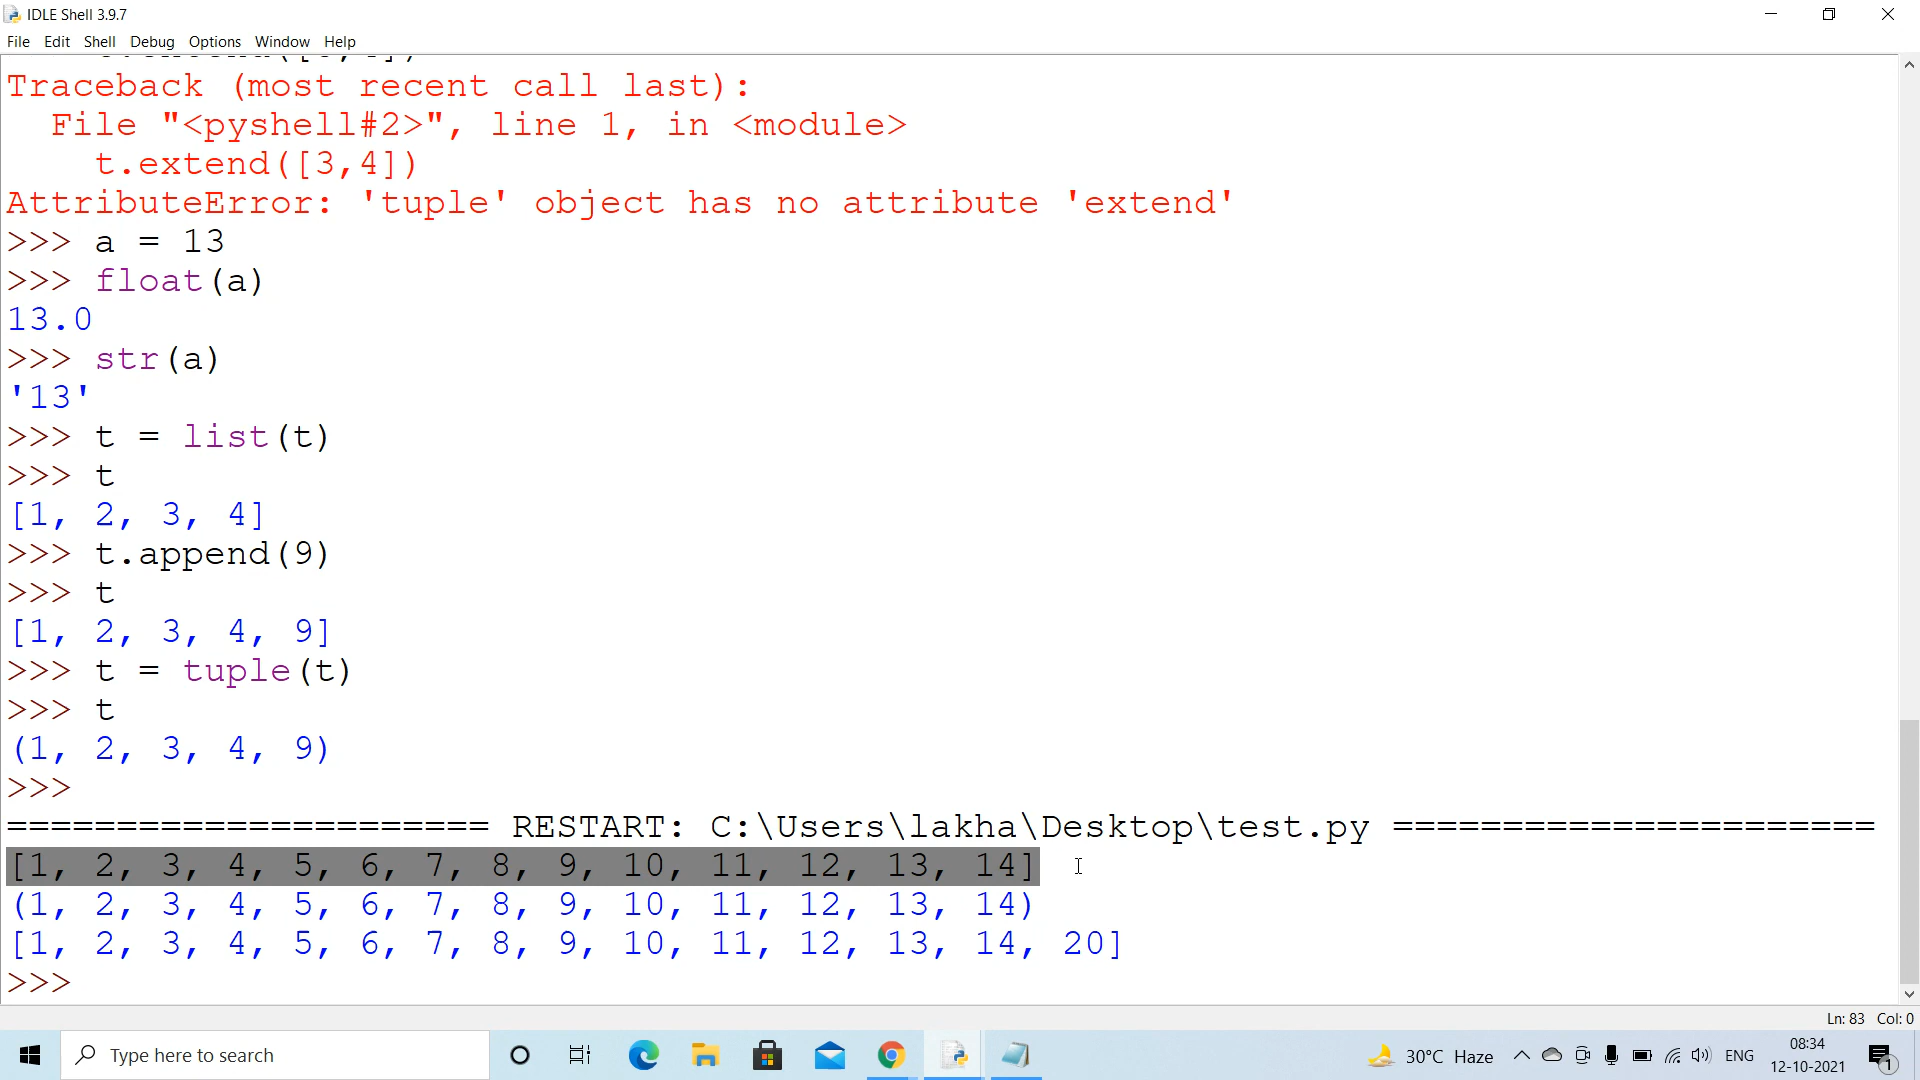 IDLE Shell 3.9.7
File Edit Shell Debug Options Window Help
Traceback (most recent call last):
  File "<pyshell#2>", line 1, in <module>
    t.extend([3,4])
AttributeError: 'tuple' object has no attribute 'extend'
>>> a = 13
>>> float(a)
13.0
>>> str(a)
'13'
>>> t = list(t)
>>> t
[1, 2, 3, 4]
>>> t.append(9)
>>> t
[1, 2, 3, 4, 9]
>>> t = tuple(t)
>>> t
(1, 2, 3, 4, 9)
>>>
====================== RESTART: C:\Users\lakha\Desktop\test.py ======================
[1, 2, 3, 4, 5, 6, 7, 8, 9, 10, 11, 12, 13, 14]
(1, 2, 3, 4, 5, 6, 7, 8, 9, 10, 11, 12, 13, 14)
[1, 2, 3, 4, 5, 6, 7, 8, 9, 10, 11, 12, 13, 14, 20]
>>>
Ln: 83 Col: 0
Type here to search
30°C Haze
ENG
08:34
12-10-2021
1